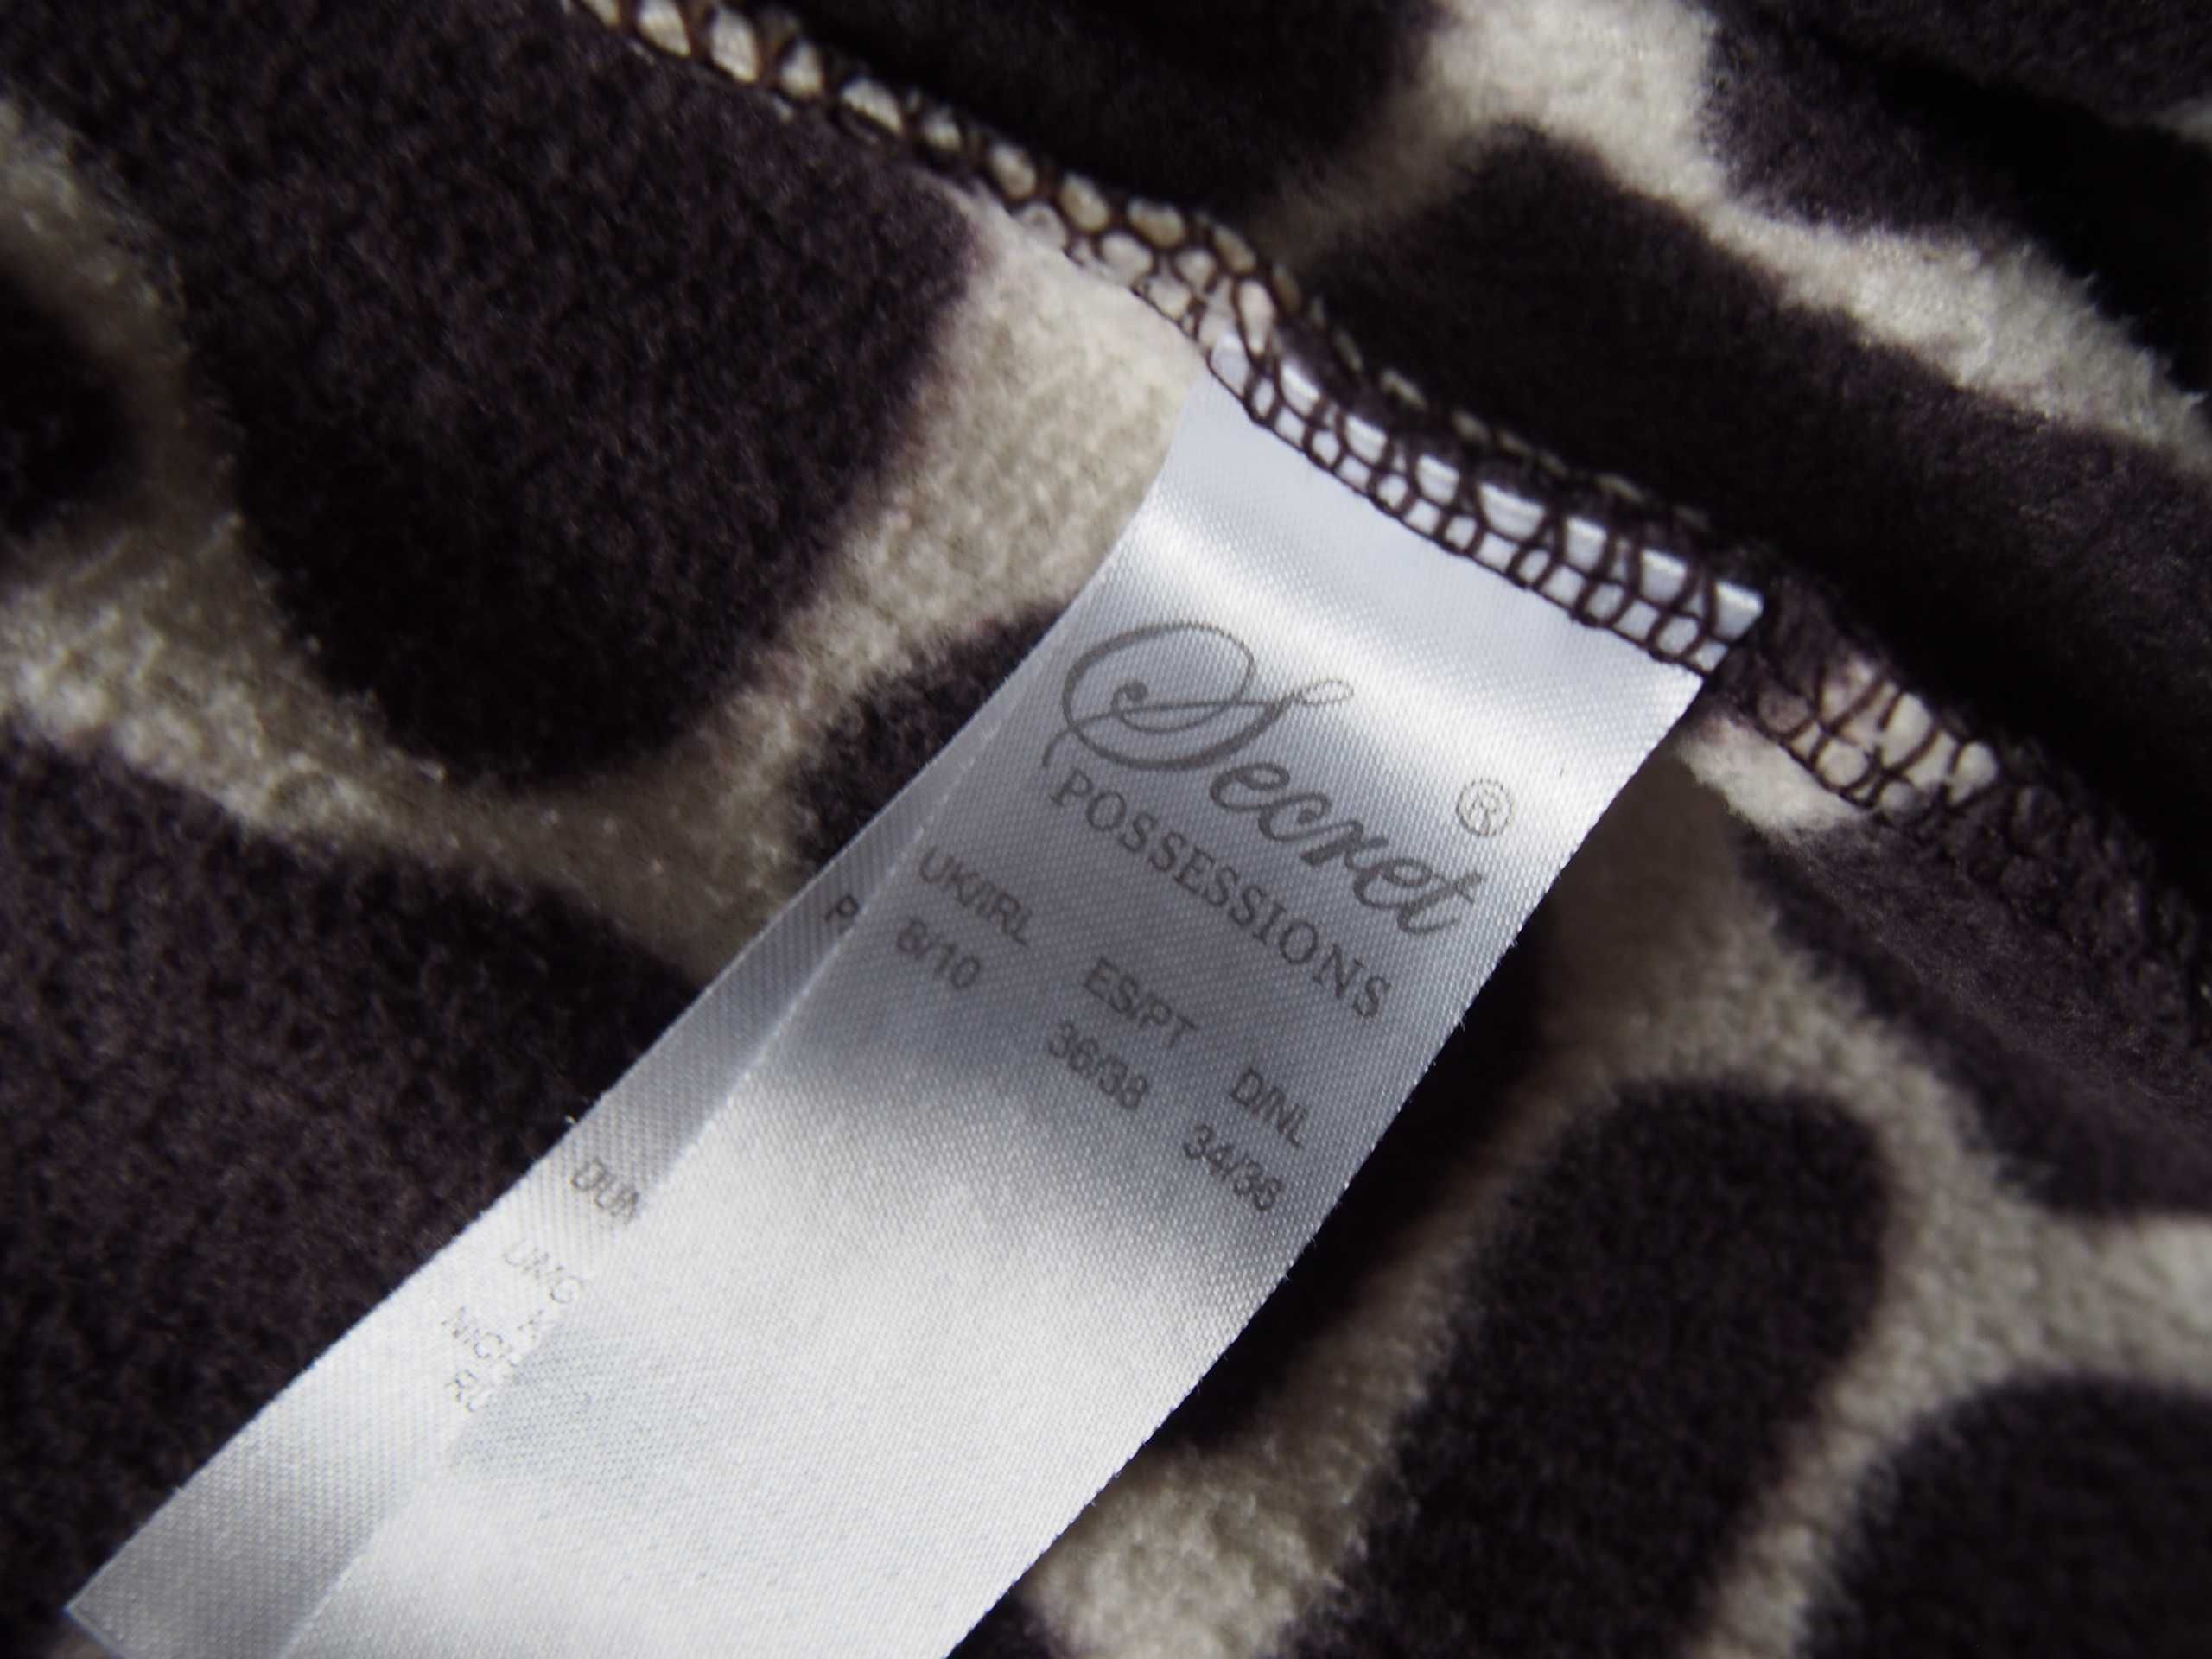 Secret®
POSSESSIONS
UK/IRL ES/PT D/NL
8/10 36/38 34/36